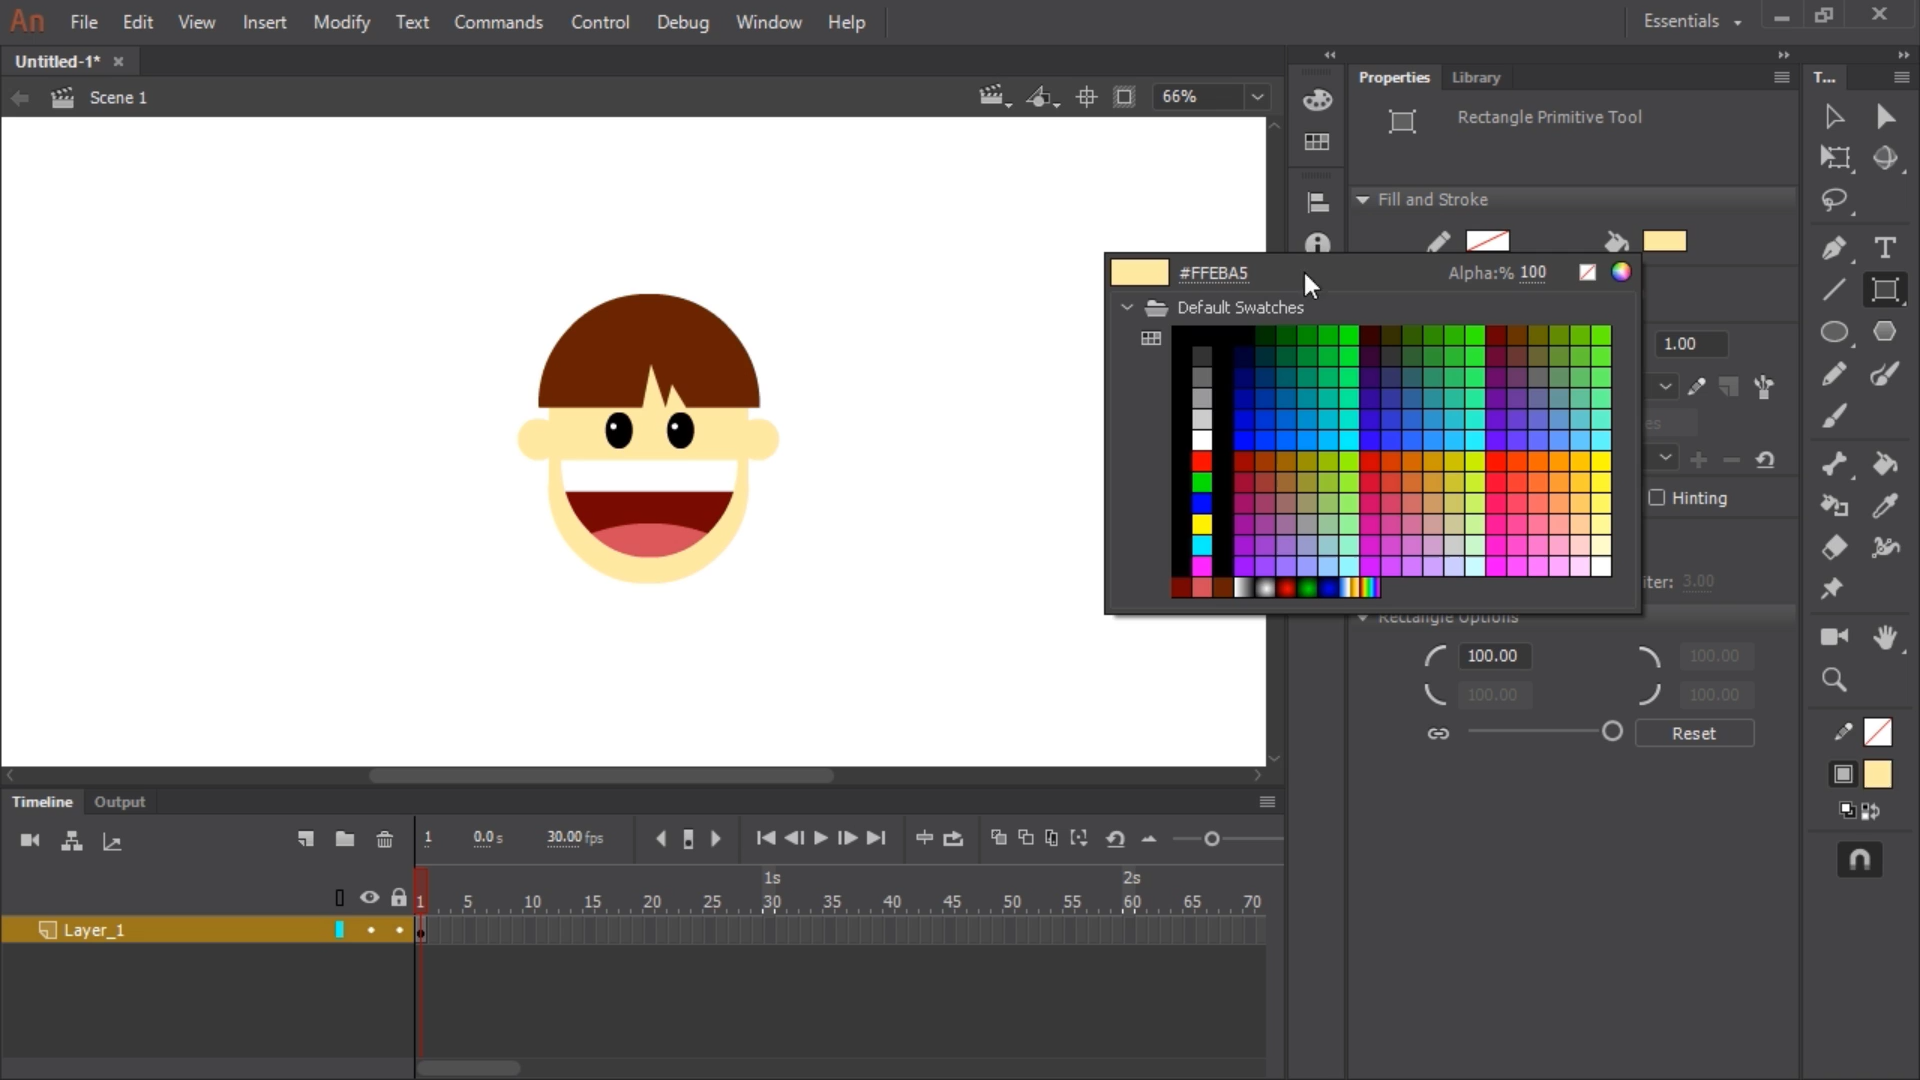 An File Edit View Insert Modify Text Commands Control Debug Window Help Essentials
Untitled-1*
Scene 1 66%
Properties Library T...
Rectangle Primitive Tool
Fill and Stroke
#FFEBA5 Alpha:% 100
Default Swatches
1.00
Hinting
iter: 3.00
Rectangle Options
100.00 100.00
100.00 100.00
Reset
Timeline Output
1 0.0 s 30.00 fps
1s 2s
1 5 10 15 20 25 30 35 40 45 50 55 60 65 70
Layer_1